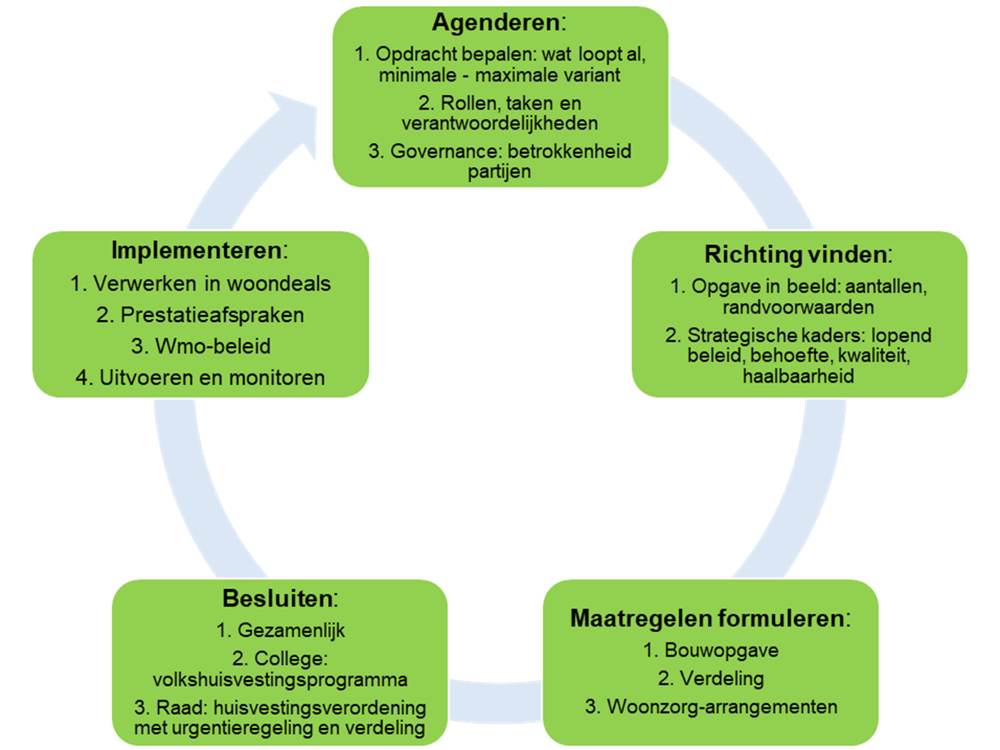 Agenderen:
1. Opdracht bepalen: wat loopt al,
minimale - maximale variant
2. Rollen, taken en
verantwoordelijkheden
3. Governance: betrokkenheid
partijen
Richting vinden:
1. Opgave in beeld: aantallen,
randvoorwaarden
2. Strategische kaders: lopend
beleid, behoefte, kwaliteit,
haalbaarheid
Maatregelen formuleren:
1. Bouwopgave
2. Verdeling
3. Woonzorg-arrangementen
Besluiten:
1. Gezamenlijk
2. College:
volkshuisvestingsprogramma
3. Raad: huisvestingsverordening
met urgentieregeling en verdeling
Implementeren:
1. Verwerken in woondeals
2. Prestatieafspraken
3. Wmo-beleid
4. Uitvoeren en monitoren